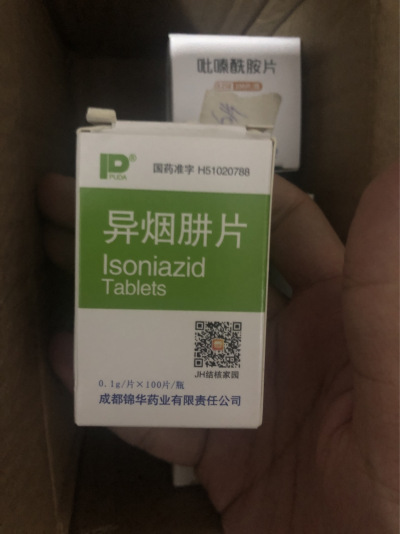 吡嗪酰胺片
PUDA
国药准字 H51020788
异烟肼片
Isoniazid
Tablets
JH结核家园
0.1g/片×100片/瓶
成都锦华药业有限责任公司